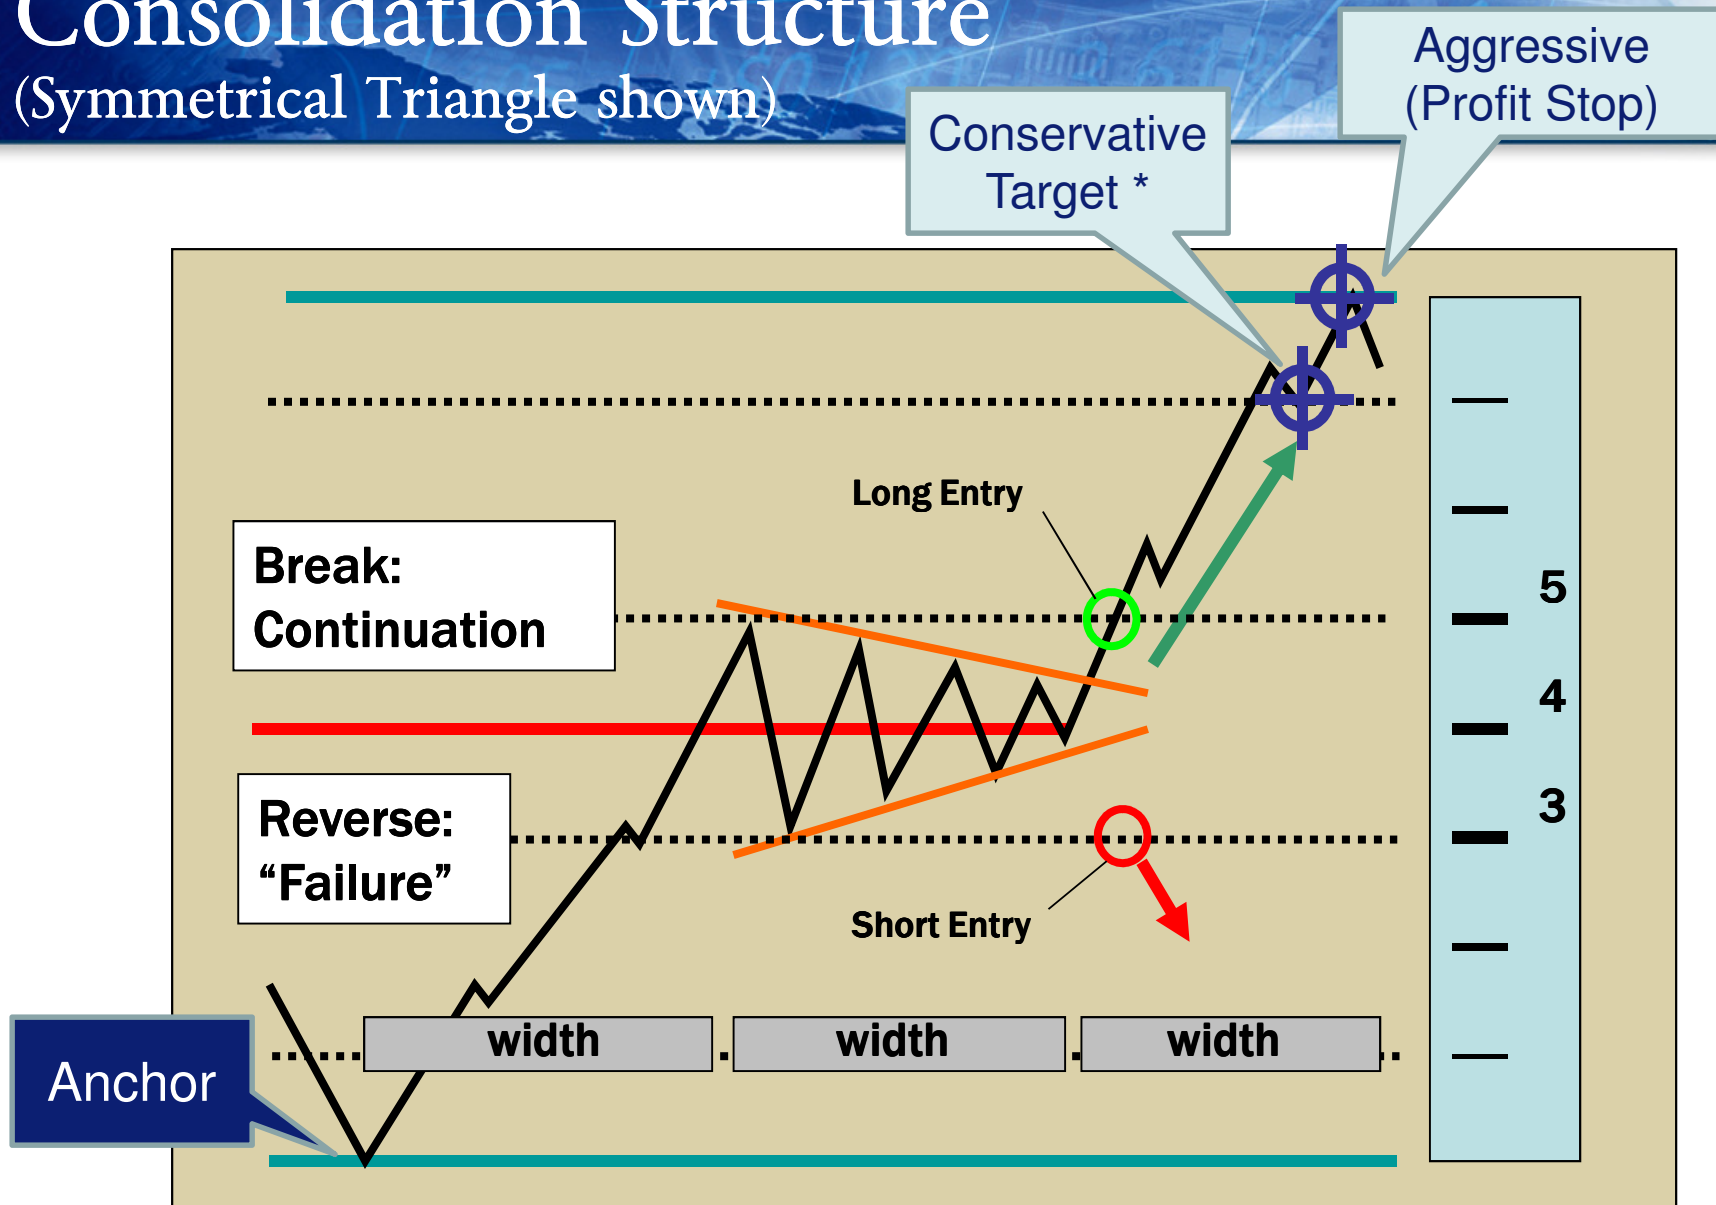 Consolidation Structure
(Symmetrical Triangle shown)
Aggressive
(Profit Stop)
Conservative
Target *
Long Entry
Break:
Continuation
5
4
Reverse:
“Failure”
3
Short Entry
width width width
Anchor